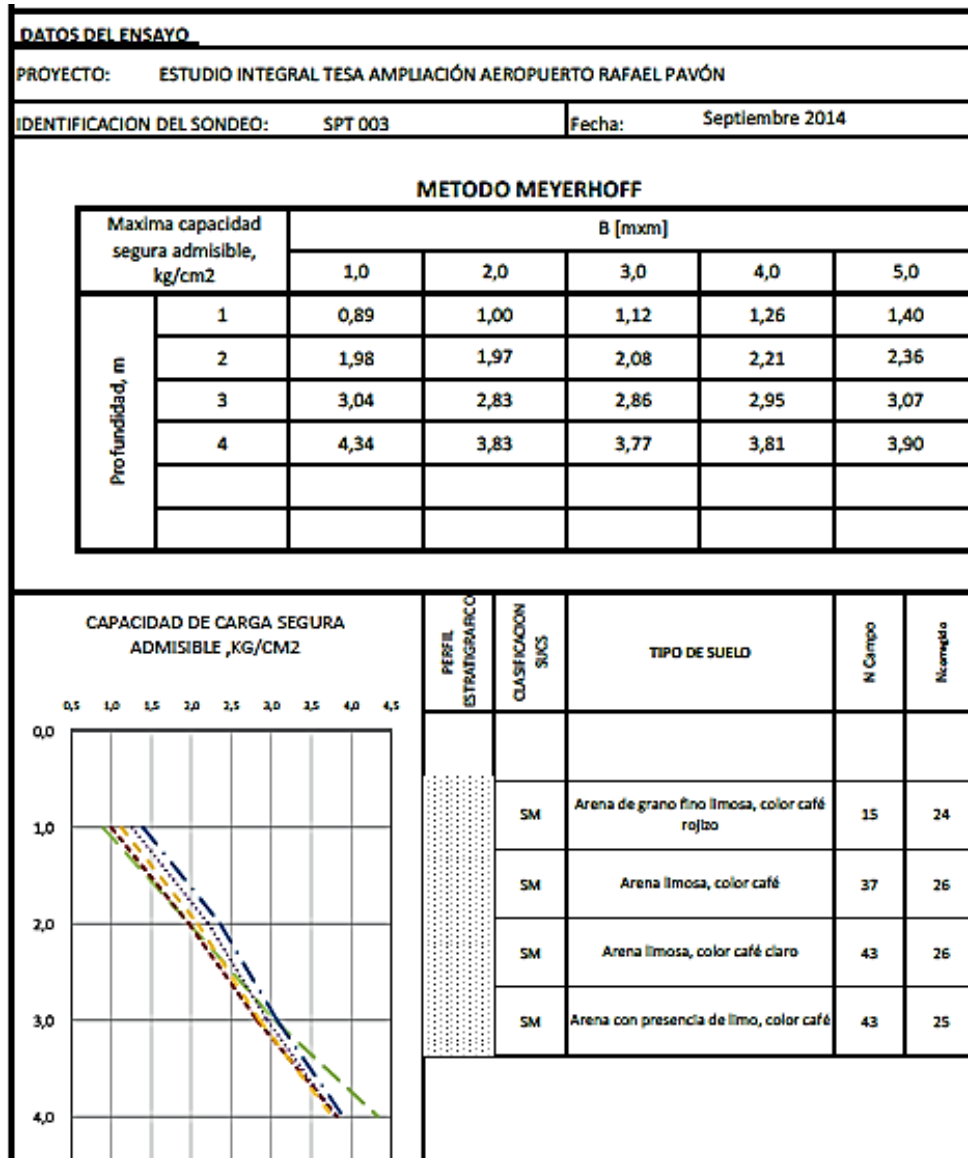 DATOS DEL ENSAYO
PROYECTO: ESTUDIO INTEGRAL TESA AMPLIACIÓN AEROPUERTO RAFAEL PAVÓN
IDENTIFICACION DEL SONDEO: SPT 003 Fecha: Septiembre 2014
METODO MEYERHOFF
Maxima capacidad segura admisible, kg/cm2 B [mxm]
1,0 2,0 3,0 4,0 5,0
Profundidad, m
1 0,89 1,00 1,12 1,26 1,40
2 1,98 1,97 2,08 2,21 2,36
3 3,04 2,83 2,86 2,95 3,07
4 4,34 3,83 3,77 3,81 3,90
CAPACIDAD DE CARGA SEGURA
ADMISIBLE ,KG/CM2
0,5 1,0 1,5 2,0 2,5 3,0 3,5 4,0 4,5
0,0
1,0
2,0
3,0
4,0
PERFIL ESTRATIGRAFICO CLASIFICACION SUCS TIPO DE SUELO N Campo Ncorregido
SM Arena de grano fino limosa, color café rojizo 15 24
SM Arena limosa, color café 37 26
SM Arena limosa, color café claro 43 26
SM Arena con presencia de limo, color café 43 25